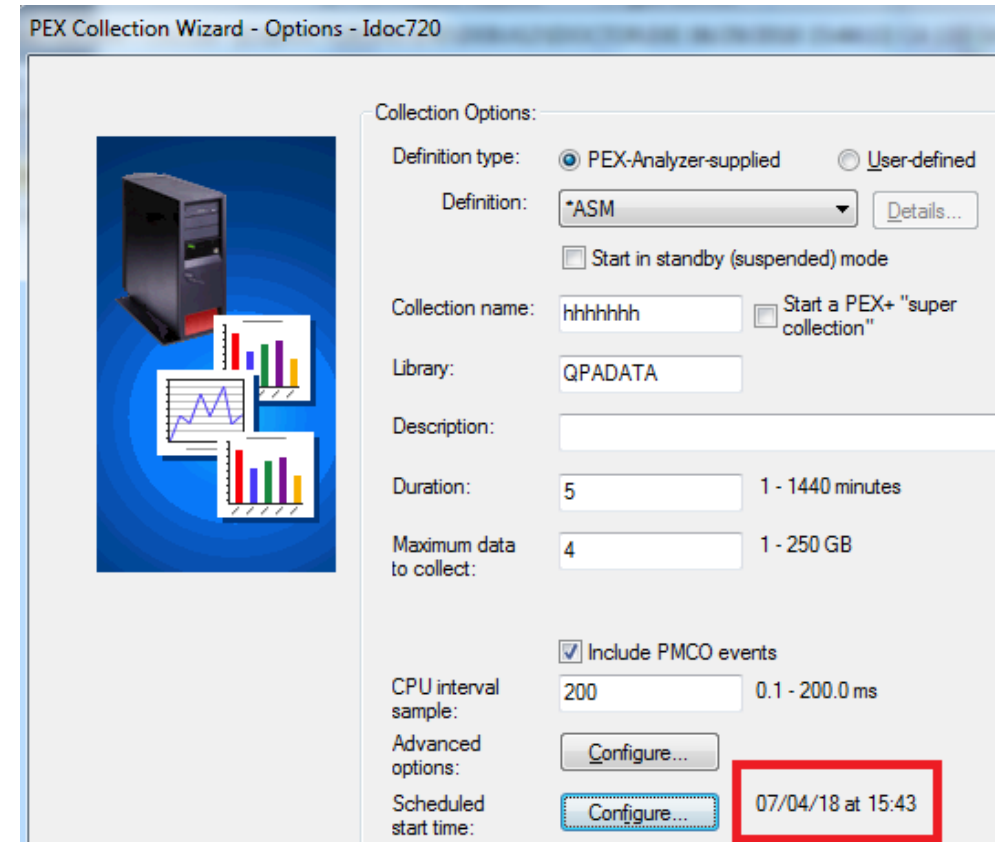 PEX Collection Wizard - Options - Idoc720
Collection Options:
Definition type: PEX-Analyzer-supplied User-defined
Definition: *ASM Details...
Start in standby (suspended) mode
Collection name: hhhhhhh Start a PEX+ "super
collection"
Library: QPADATA
Description:
Duration: 5 1 - 1440 minutes
Maximum data
to collect: 4 1 - 250 GB
Include PMCO events
CPU interval
sample: 200 0.1 - 200.0 ms
Advanced
options: Configure...
Scheduled
start time: Configure... 07/04/18 at 15:43